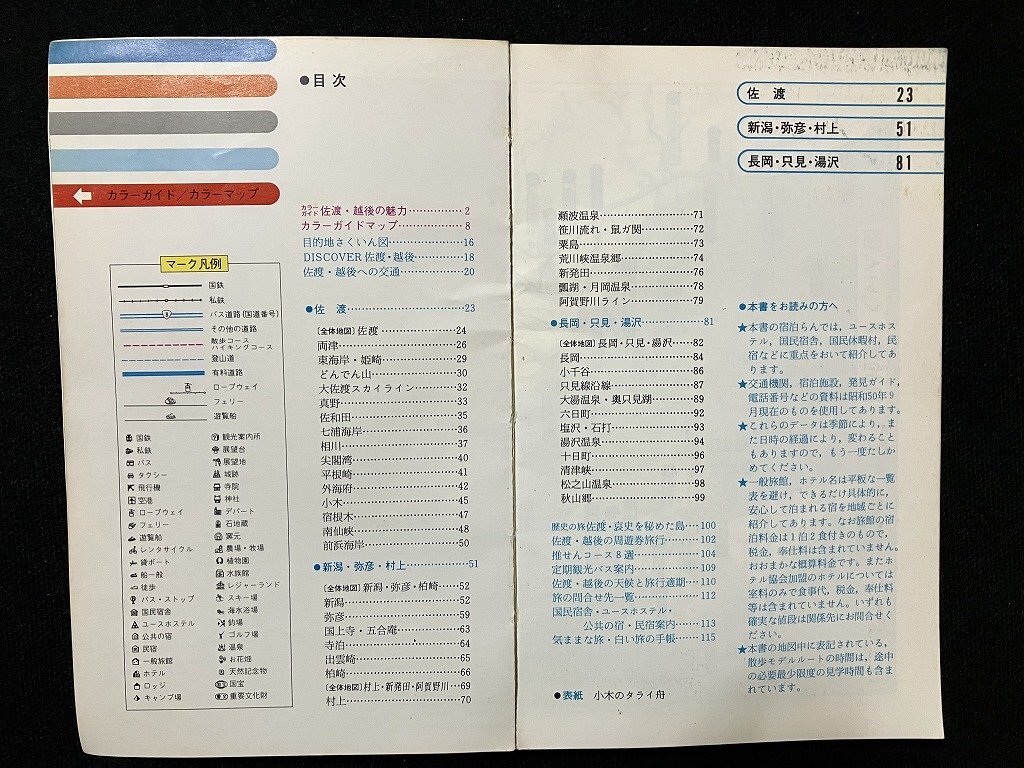 カラーガイド／カラーマップ
マーク凡例
国鉄
私鉄
バス道路(国道番号)
その他の道路
散歩コース
ハイキングコース
登山道
有料道路
ロープウェイ
フェリー
遊覧船
国鉄
私鉄
バス
タクシー
飛行機
空港
ロープウェイ
フェリー
遊覧船
レンタサイクル
貸ボート
船一般
徒歩
バス・ストップ
国民宿舎
ユースホステル
公共の宿
民宿
一般旅館
ホテル
ロッジ
キャンプ場
観光案内所
展望台
展望地
城跡
寺院
神社
デパート
石地蔵
窯元
農場・牧場
植物園
水族館
レジャーランド
スキー場
海水浴場
釣場
ゴルフ場
温泉
お花畑
天然記念物
国宝
重要文化財
●目次
カラーガイド 佐渡・越後の魅力……………2
カラーガイドマップ……………8
目的地さくいん図……………16
DISCOVER 佐渡・越後……………18
佐渡・越後への交通……………20
●佐　渡……………23
〔全体地図〕佐渡……………24
両津……………26
東海岸・姫崎……………29
どんでん山……………30
大佐渡スカイライン……………32
真野……………33
佐和田……………35
七浦海岸……………36
相川……………37
尖閣湾……………40
平根崎……………41
外海府……………42
小木……………45
宿根木……………47
南仙峡……………48
前浜海岸……………50
●新潟・弥彦・村上……………51
〔全体地図〕新潟・弥彦・柏崎……………52
新潟……………52
弥彦……………59
国上寺・五合庵……………63
寺泊……………64
出雲崎……………65
柏崎……………66
〔全体地図〕村上・新発田・阿賀野川…69
村上……………70
佐　渡 23
新潟・弥彦・村上 51
長岡・只見・湯沢 81
瀬波温泉……………71
笹川流れ・鼠ガ関……………72
粟島……………73
荒川峡温泉郷……………74
新発田……………76
瓢湖・月岡温泉……………78
阿賀野川ライン……………79
●長岡・只見・湯沢……………81
〔全体地図〕長岡・只見・湯沢……82
長岡……………84
小千谷……………86
只見線沿線……………87
大湯温泉・奥只見湖……………89
六日町……………92
塩沢・石打……………93
湯沢温泉……………94
十日町……………96
清津峡……………97
松之山温泉……………98
秋山郷……………99
歴史の旅佐渡・哀史を秘めた島…100
佐渡・越後の周遊券旅行………102
推せんコース8選……………104
定期観光バス案内……………109
佐渡・越後の天候と旅行適期…110
旅の問合せ先一覧……………112
国民宿舎・ユースホステル・
公共の宿・民宿案内……113
気ままな旅・白い旅の手帳……115
●表紙　小木のタライ舟
●本書をお読みの方へ
★本書の宿泊らんでは，ユースホス
テル，国民宿舎，国民休暇村，民
宿などに重点をおいて紹介してあ
ります。
★交通機関，宿泊施設，発見ガイド，
電話番号などの資料は昭和50年9
月現在のものを使用してあります。
★これらのデータは季節により，ま
た日時の経過により，変わること
もありますので，もう一度たしか
めてください。
★一般旅館，ホテル名は平板な一覧
表を避け，できるだけ具体的に，
安心して泊まれる宿を地域ごとに
紹介してあります。なお旅館の宿
泊料金は1泊2食付きのもので，
税金，奉仕料は含まれていません。
おおまかな概算料金です。またホ
テル協会加盟のホテルについては
室料のみで食事代，税金，奉仕料
等は含まれていません。いずれも
確実な値段は関係先にお問合せく
ださい。
★本書の地図中に表記されている，
散歩モデルルートの時間は，途中
の必要最少限度の見学時間も含ま
れています。